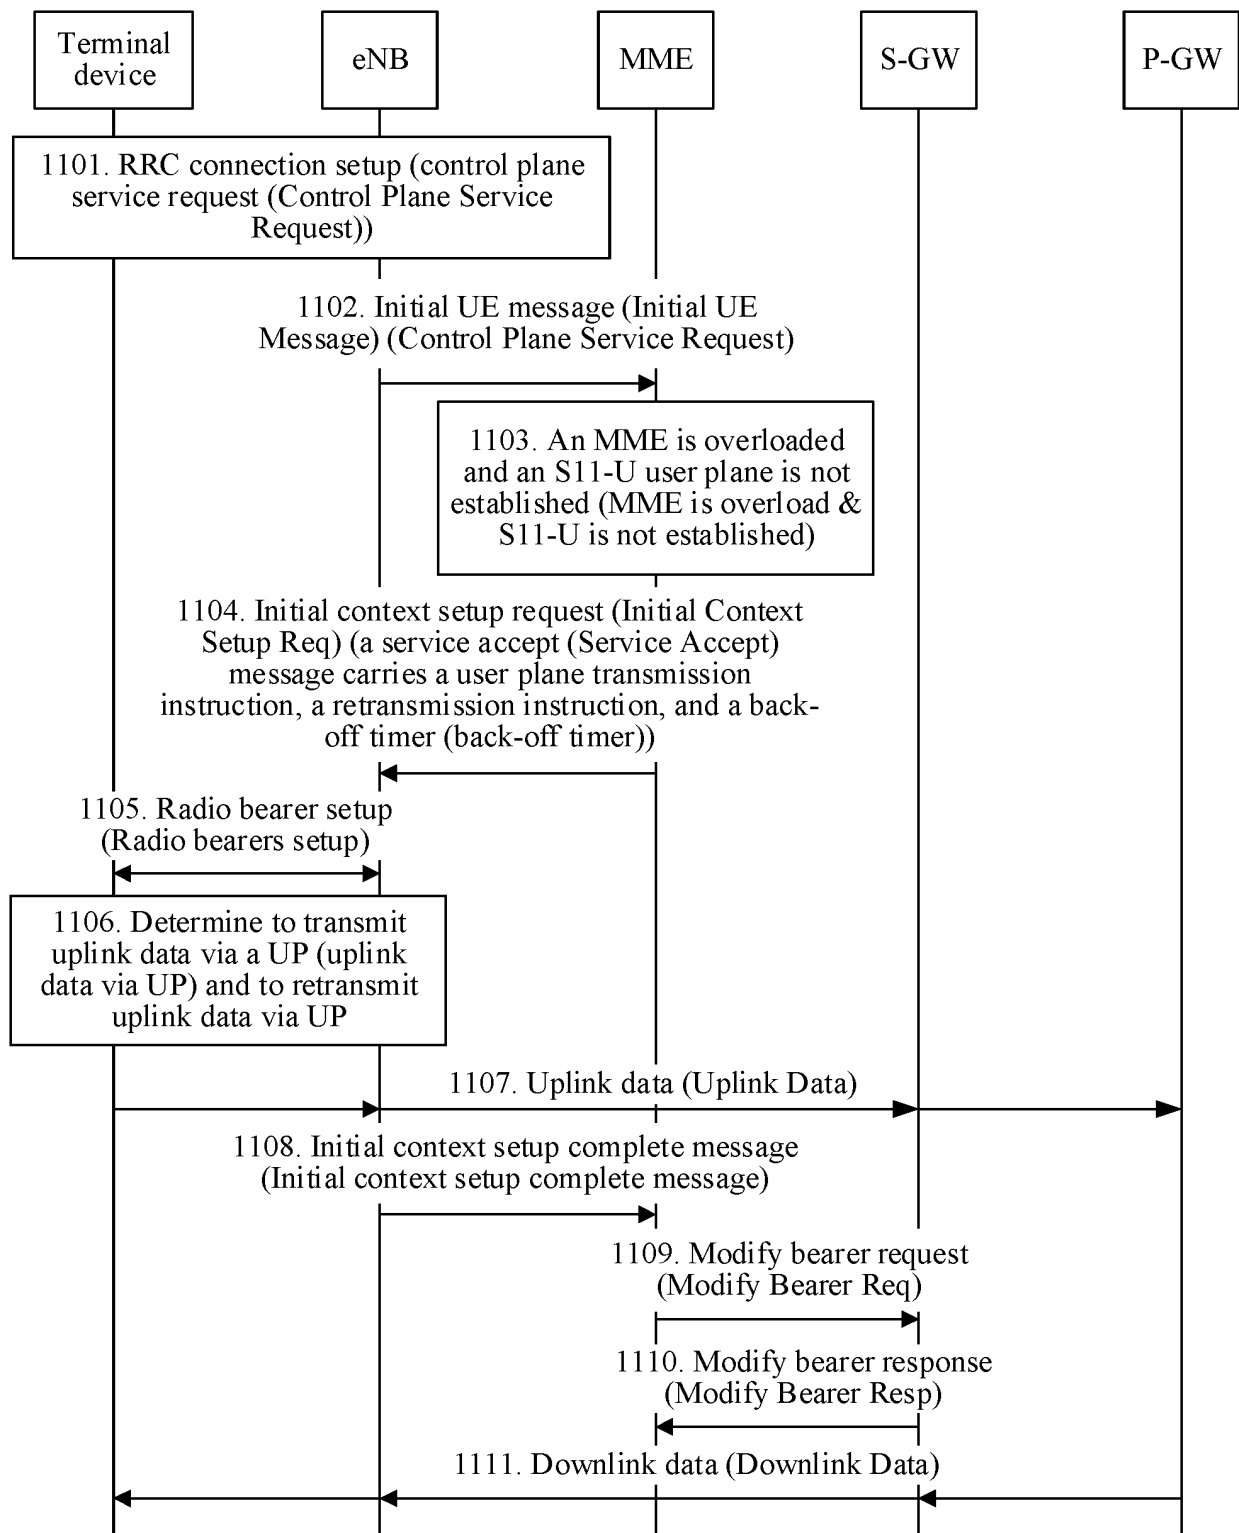 Terminal
device
eNB
MME
S-GW
P-GW
1101. RRC connection setup (control plane
service request (Control Plane Service
Request))
1102. Initial UE message (Initial UE
Message) (Control Plane Service Request)
1103. An MME is overloaded
and an S11-U user plane is not
established (MME is overload &
S11-U is not established)
1104. Initial context setup request (Initial Context
Setup Req) (a service accept (Service Accept)
message carries a user plane transmission
instruction, a retransmission instruction, and a back-
off timer (back-off timer))
1105. Radio bearer setup
(Radio bearers setup)
1106. Determine to transmit
uplink data via a UP (uplink
data via UP) and to retransmit
uplink data via UP
1107. Uplink data (Uplink Data)
1108. Initial context setup complete message
(Initial context setup complete message)
1109. Modify bearer request
(Modify Bearer Req)
1110. Modify bearer response
(Modify Bearer Resp)
1111. Downlink data (Downlink Data)